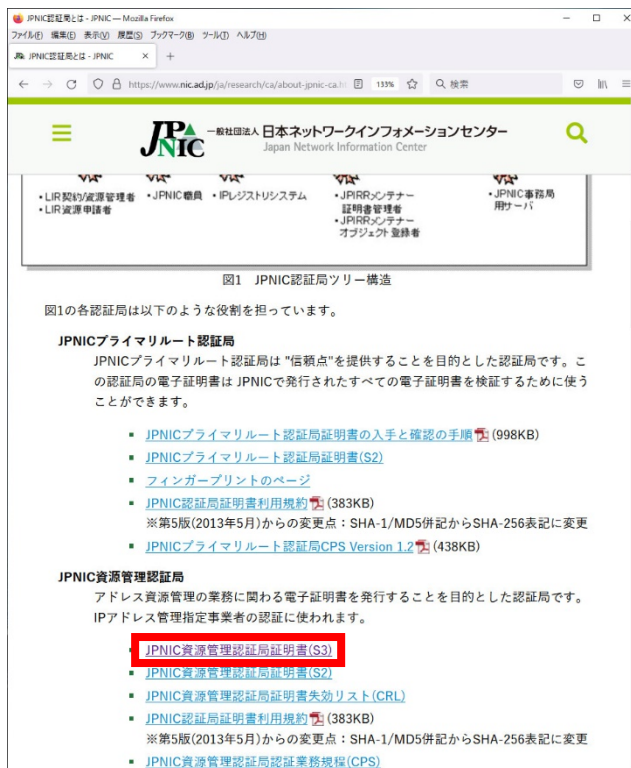 JPNIC認証局とは - JPNIC — Mozilla Firefox
ファイル(F) 編集(E) 表示(V) 履歴(S) ブックマーク(B) ツール(T) ヘルプ(H)
JPNIC認証局とは - JPNIC
https://www.nic.ad.jp/ja/research/ca/about-jpnic-ca.h
133%
検索
JPNIC
一般社団法人 日本ネットワークインフォメーションセンター
Japan Network Information Center
・LIR契約/資源管理者
・LIR資源申請者
・JPNIC職員
・IPレジストリシステム
・JPIRRメンテナー
証明書管理者
・JPIRRメンテナー
オブジェクト登録者
・JPNIC事務局
用サーバ
図1 JPNIC認証局ツリー構造
図1の各認証局は以下のような役割を担っています。
JPNICプライマリルート認証局
JPNICプライマリルート認証局は "信頼点"を提供することを目的とした認証局です。こ
の認証局の電子証明書は JPNICで発行されたすべての電子証明書を検証するために使う
ことができます。
JPNICプライマリルート認証局証明書の入手と確認の手順 (998KB)
JPNICプライマリルート認証局証明書(S2)
フィンガープリントのページ
JPNIC認証局証明書利用規約 (383KB)
※第5版(2013年5月)からの変更点：SHA-1/MD5併記からSHA-256表記に変更
JPNICプライマリルート認証局CPS Version 1.2 (438KB)
JPNIC資源管理認証局
アドレス資源管理の業務に関わる電子証明書を発行することを目的とした認証局です。
IPアドレス管理指定事業者の認証に使われます。
JPNIC資源管理認証局証明書(S3)
JPNIC資源管理認証局証明書(S2)
JPNIC資源管理認証局証明書失効リスト(CRL)
JPNIC認証局証明書利用規約 (383KB)
※第5版(2013年5月)からの変更点：SHA-1/MD5併記からSHA-256表記に変更
JPNIC資源管理認証局認証業務規程(CPS)